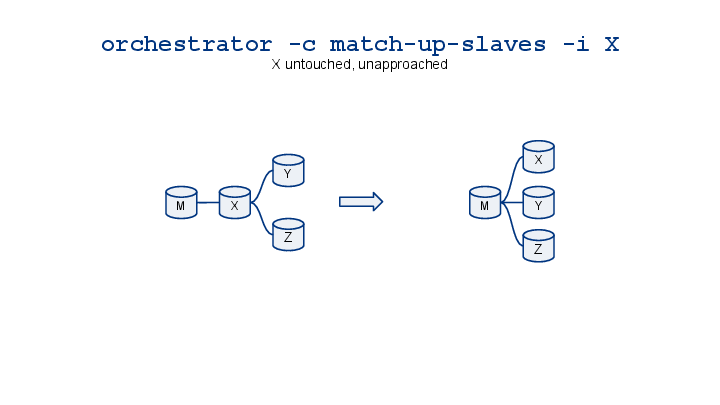 orchestrator -c match-up-slaves -i X
X untouched, unapproached
M
X
Y
Z
M
X
Y
Z